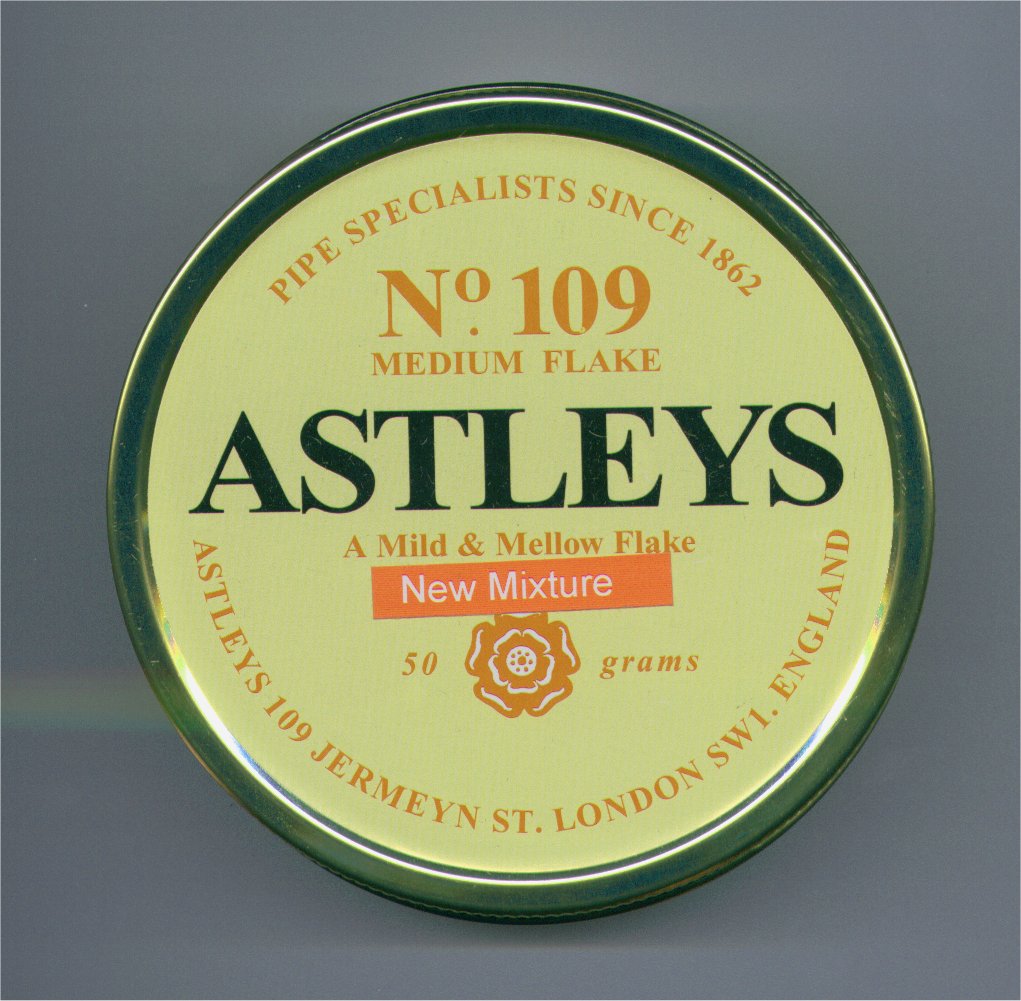 PIPE SPECIALISTS SINCE 1862
No. 109
MEDIUM FLAKE
ASTLEYS
A Mild & Mellow Flake
New Mixture
50 grams
ASTLEYS 109 JERMEYN ST. LONDON SW1. ENGLAND